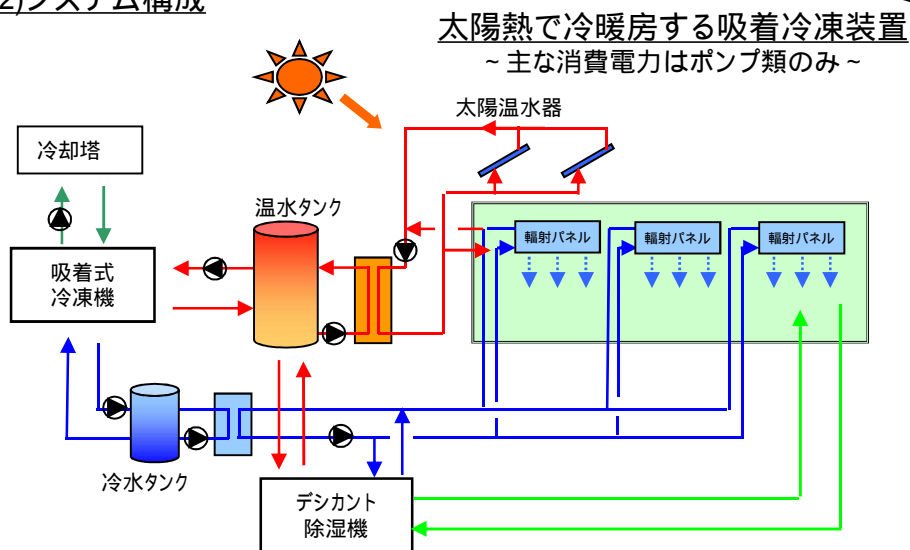 2)システム構成
太陽熱で冷暖房する吸着冷凍装置
~主な消費電力はポンプ類のみ~
太陽温水器
冷却塔
温水タンク
輻射パネル
輻射パネル
輻射パネル
吸着式
冷凍機
冷水タンク
デシカント
除湿機